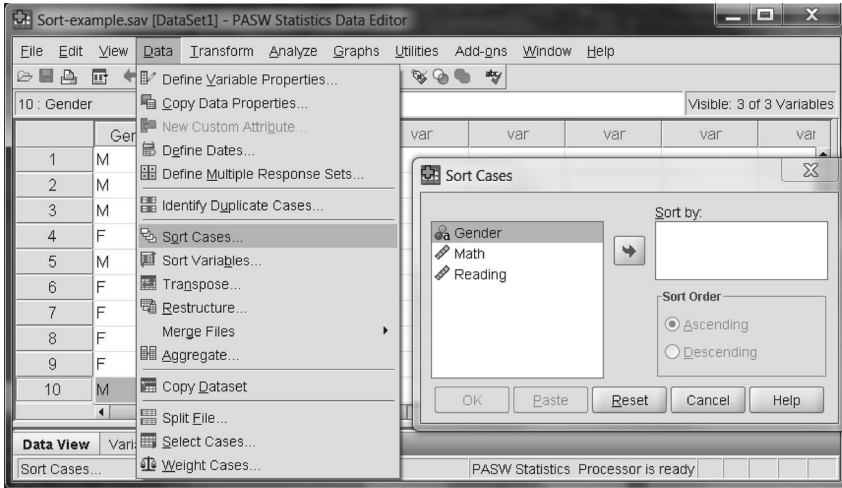 Sort-example.sav [DataSet1] - PASW Statistics Data Editor
File Edit View Data Transform Analyze Graphs Utilities Add-ons Window Help
10 : Gender
Visible: 3 of 3 Variables
Gen
var var var var var
1 M
2 M
3 M
4 F
5 M
6 F
7 F
8 F
9 F
10 M
Define Variable Properties...
Copy Data Properties...
New Custom Attribute...
Define Dates...
Define Multiple Response Sets...
Identify Duplicate Cases...
Sort Cases...
Sort Variables...
Transpose...
Restructure...
Merge Files
Aggregate...
Copy Dataset
Split File...
Select Cases...
Weight Cases...
Sort Cases
Gender
Math
Reading
Sort by:
Sort Order
Ascending
Descending
OK Paste Reset Cancel Help
Data View Varia
Sort Cases...
PASW Statistics Processor is ready